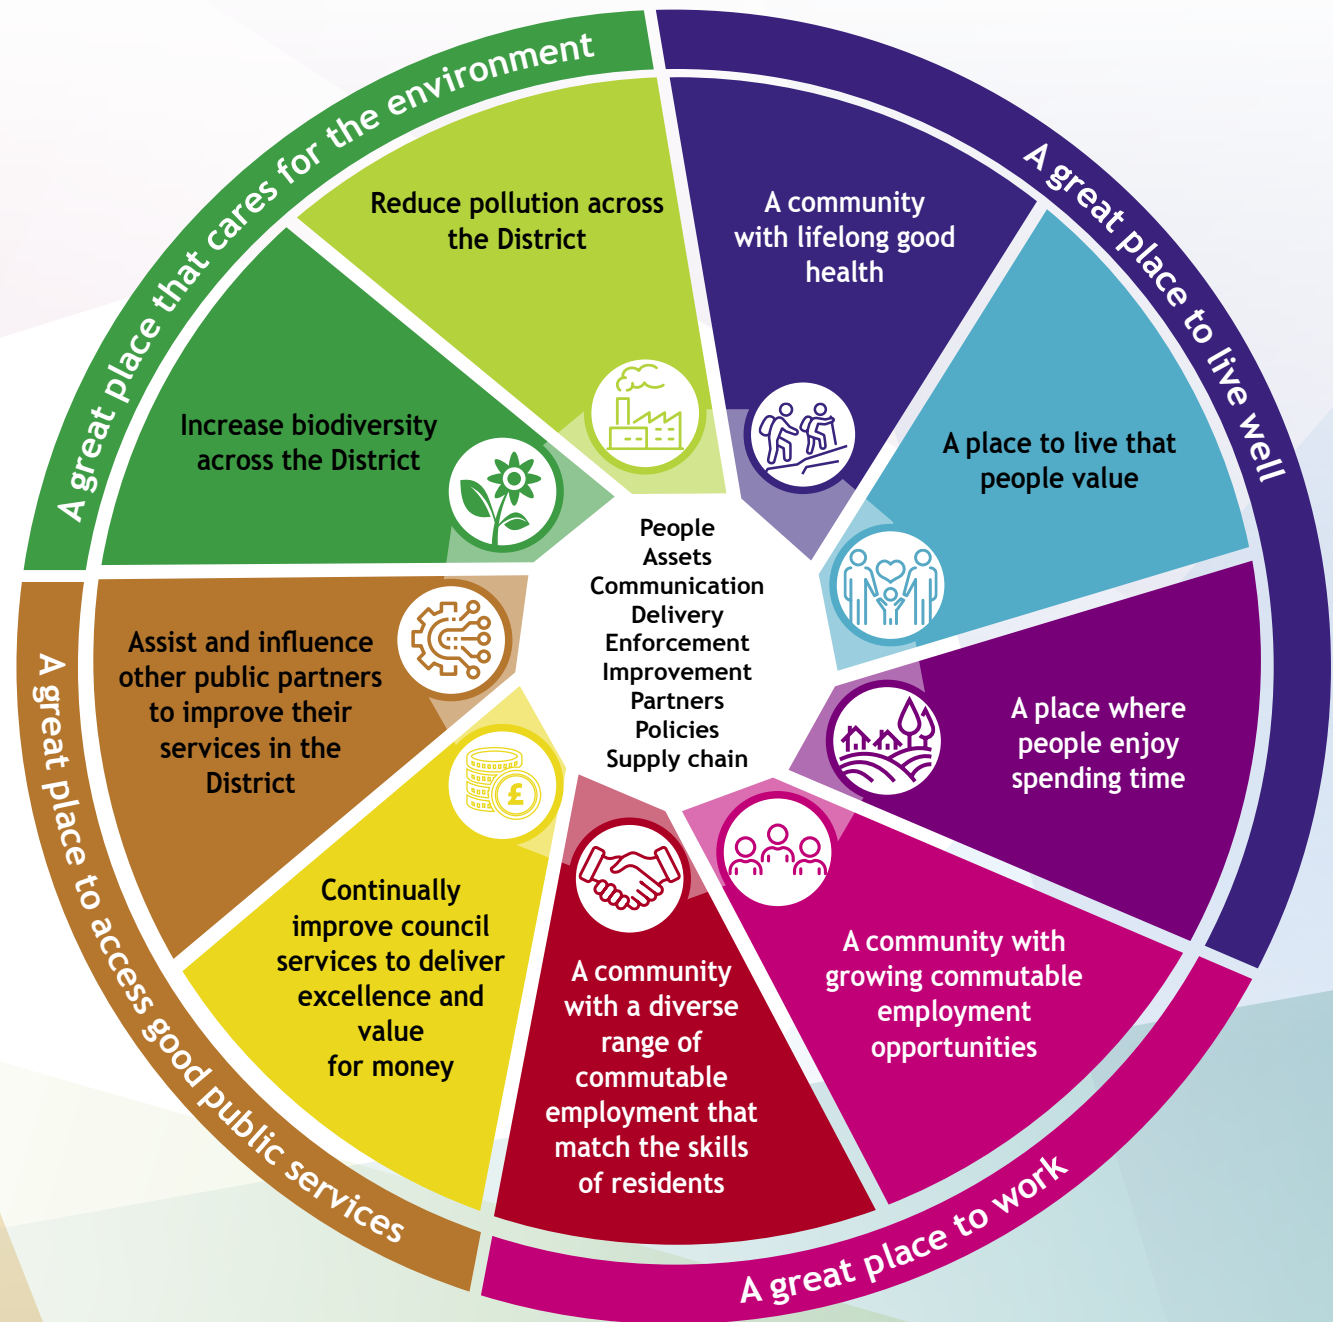 A great place that cares for the environment
Reduce pollution across
the District
Increase biodiversity
across the District
A great place to live well
A community
with lifelong good
health
A place to live that
people value
A place where
people enjoy
spending time
A great place to work
A community with
growing commutable
employment
opportunities
A community
with a diverse
range of
commutable
employment that
match the skills
of residents
A great place to access good public services
Continually
improve council
services to deliver
excellence and
value
for money
£
Assist and influence
other public partners
to improve their
services in the
District
People
Assets
Communication
Delivery
Enforcement
Improvement
Partners
Policies
Supply chain